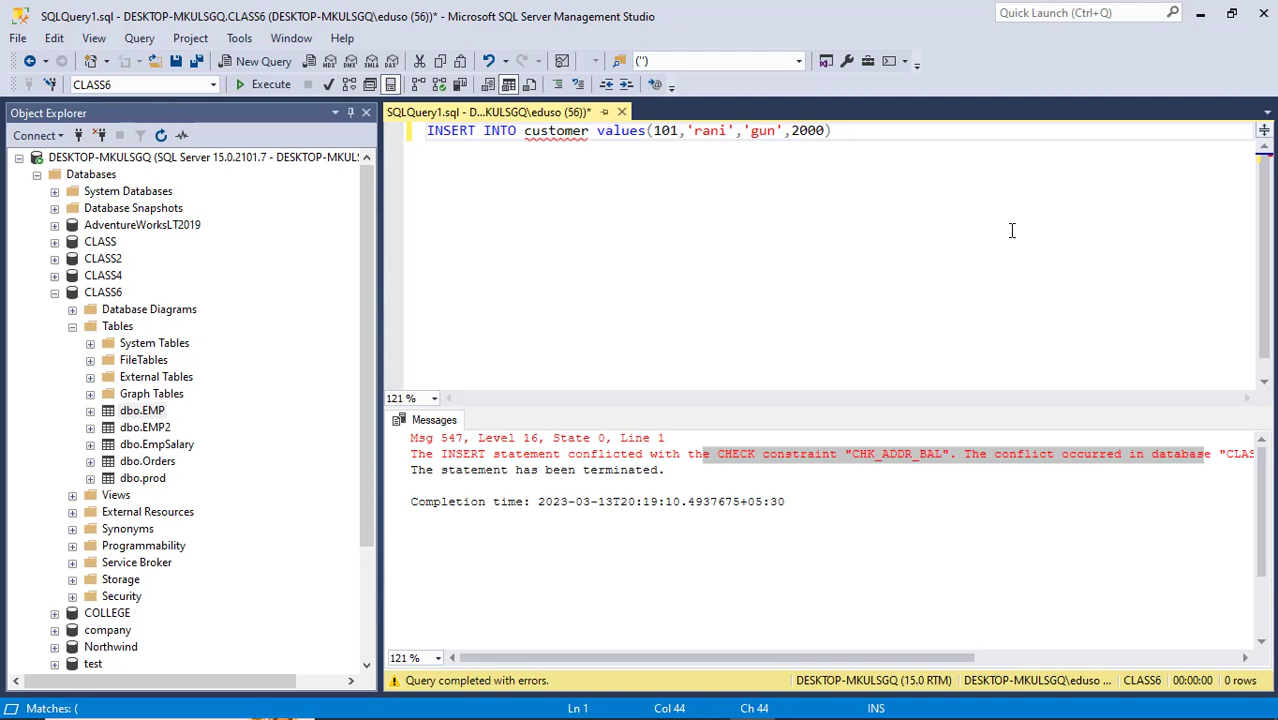 SQLQuery1.sql - DESKTOP-MKULSGQ.CLASS6 (DESKTOP-MKULSGQ\eduso (56))* - Microsoft SQL Server Management Studio
Quick Launch (Ctrl+Q)
File Edit View Query Project Tools Window Help
New Query
MDX DMX XMLA DAX
('')
CLASS6
Execute
Object Explorer
Connect
DESKTOP-MKULSGQ (SQL Server 15.0.2101.7 - DESKTOP-MKUL
Databases
System Databases
Database Snapshots
AdventureWorksLT2019
CLASS
CLASS2
CLASS4
CLASS6
Database Diagrams
Tables
System Tables
FileTables
External Tables
Graph Tables
dbo.EMP
dbo.EMP2
dbo.EmpSalary
dbo.Orders
dbo.prod
Views
External Resources
Synonyms
Programmability
Service Broker
Storage
Security
COLLEGE
company
Northwind
test
SQLQuery1.sql - D...KULSGQ\eduso (56))*
INSERT INTO customer values(101,'rani','gun',2000)
121 %
Messages
Msg 547, Level 16, State 0, Line 1
The INSERT statement conflicted with the CHECK constraint "CHK_ADDR_BAL". The conflict occurred in database "CLAS
The statement has been terminated.
Completion time: 2023-03-13T20:19:10.4937675+05:30
121 %
Query completed with errors.
DESKTOP-MKULSGQ (15.0 RTM) DESKTOP-MKULSGQ\eduso ... CLASS6 00:00:00 0 rows
Matches: ( Ln 1 Col 44 Ch 44 INS